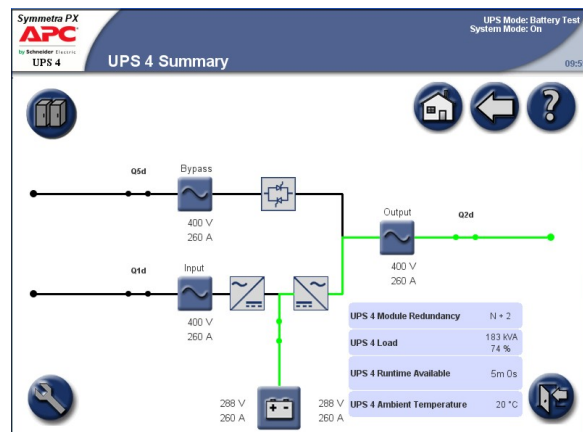 Symmetra PX
APC
by Schneider Electric
UPS 4
UPS 4 Summary
UPS Mode: Battery Test
System Mode: On
09:5
Q5d
Bypass
400 V
260 A
Output
Q2d
400 V
260 A
Q1d
Input
400 V
260 A
UPS 4 Module Redundancy N + 2
UPS 4 Load 183 kVA
74 %
UPS 4 Runtime Available 5m 0s
UPS 4 Ambient Temperature 20 °C
288 V
260 A
288 V
260 A